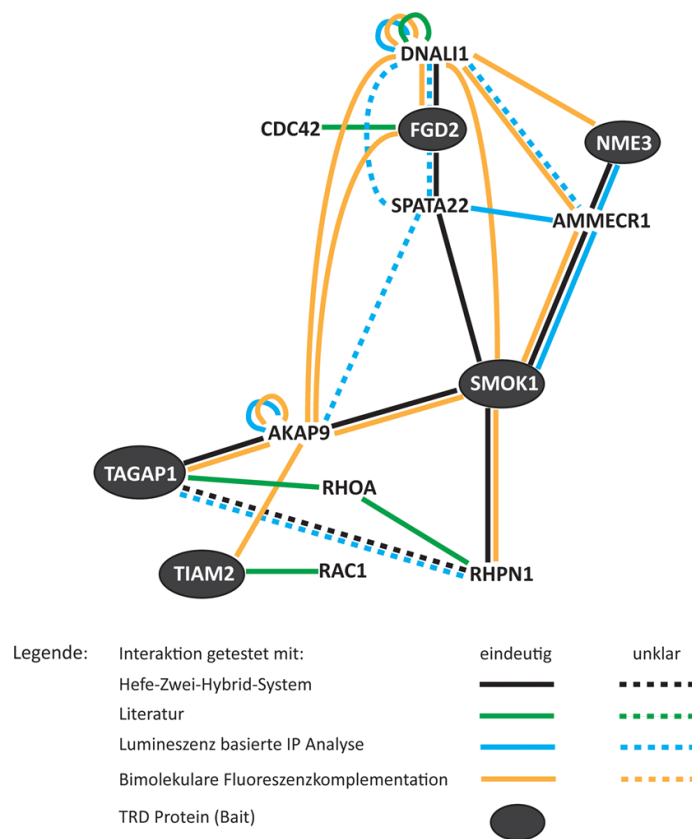 DNALI1
CDC42
FGD2
NME3
SPATA22
AMMECR1
SMOK1
AKAP9
TAGAP1
RHOA
TIAM2
RAC1
RHPN1
Legende: Interaktion getestet mit: eindeutig unklar
Hefe-Zwei-Hybrid-System
Literatur
Lumineszenz basierte IP Analyse
Bimolekulare Fluoreszenzkomplementation
TRD Protein (Bait)